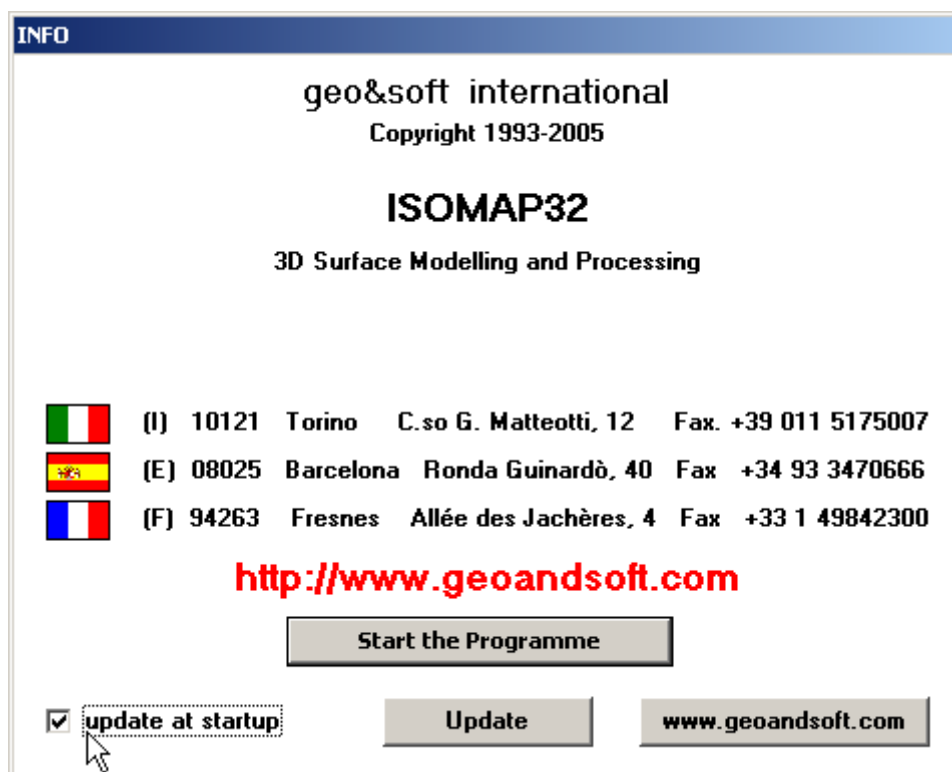 INFO
geo&soft international
Copyright 1993-2005
ISOMAP32
3D Surface Modelling and Processing
(I) 10121 Torino C.so G. Matteotti, 12 Fax. +39 011 5175007
(E) 08025 Barcelona Ronda Guinardò, 40 Fax +34 93 3470666
(F) 94263 Fresnes Allée des Jachères, 4 Fax +33 1 49842300
http://www.geoandsoft.com
Start the Programme
update at startup Update www.geoandsoft.com